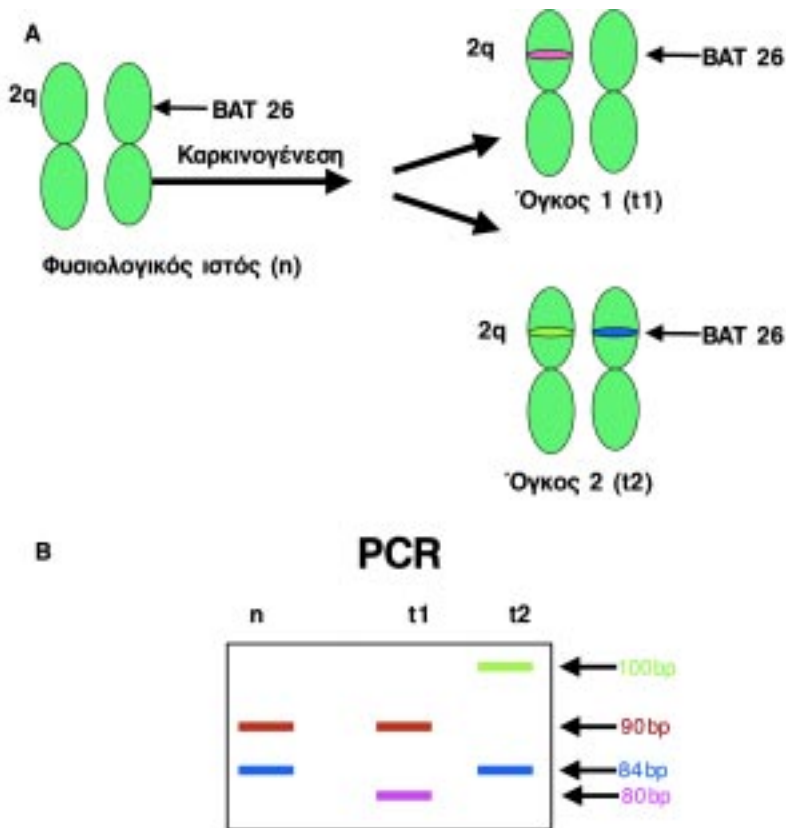 A
2q
BAT 26
Καρκινογένεση
Φυσιολογικός ιστός (n)
2q
BAT 26
Όγκος 1 (t1)
2q
BAT 26
Όγκος 2 (t2)
B
PCR
n t1 t2
100bp
90bp
84bp
80bp